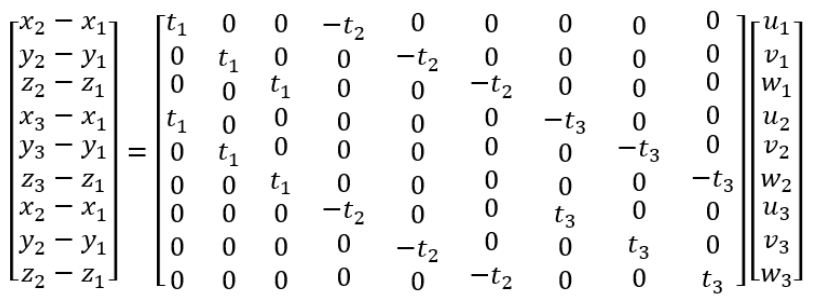 x₂ − x₁ t₁ 0 0 −t₂ 0 0 0 0 0 u₁
y₂ − y₁ 0 t₁ 0 0 −t₂ 0 0 0 0 v₁
z₂ − z₁ 0 0 t₁ 0 0 −t₂ 0 0 0 w₁
x₃ − x₁ t₁ 0 0 0 0 0 −t₃ 0 0 u₂
y₃ − y₁ = 0 t₁ 0 0 0 0 0 −t₃ 0 v₂
z₃ − z₁ 0 0 t₁ 0 0 0 0 0 −t₃ w₂
x₂ − x₁ 0 0 0 −t₂ 0 0 t₃ 0 0 u₃
y₂ − y₁ 0 0 0 0 −t₂ 0 0 t₃ 0 v₃
z₂ − z₁ 0 0 0 0 0 −t₂ 0 0 t₃ w₃